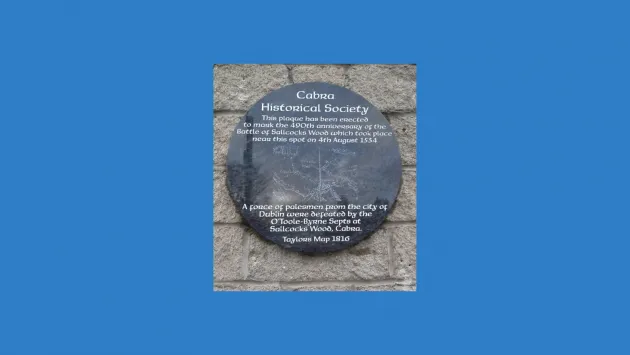 Cabra
Historical Society
This plaque has been erected
to mark the 490th anniversary of the
Battle of Salcocks Wood which took place
near this spot on 4th August 1534
A force of palesmen from the city of
Dublin were defeated by the
O'Toole-Byrne Septs at
Salcocks Wood, Cabra.
Taylors Map 1816